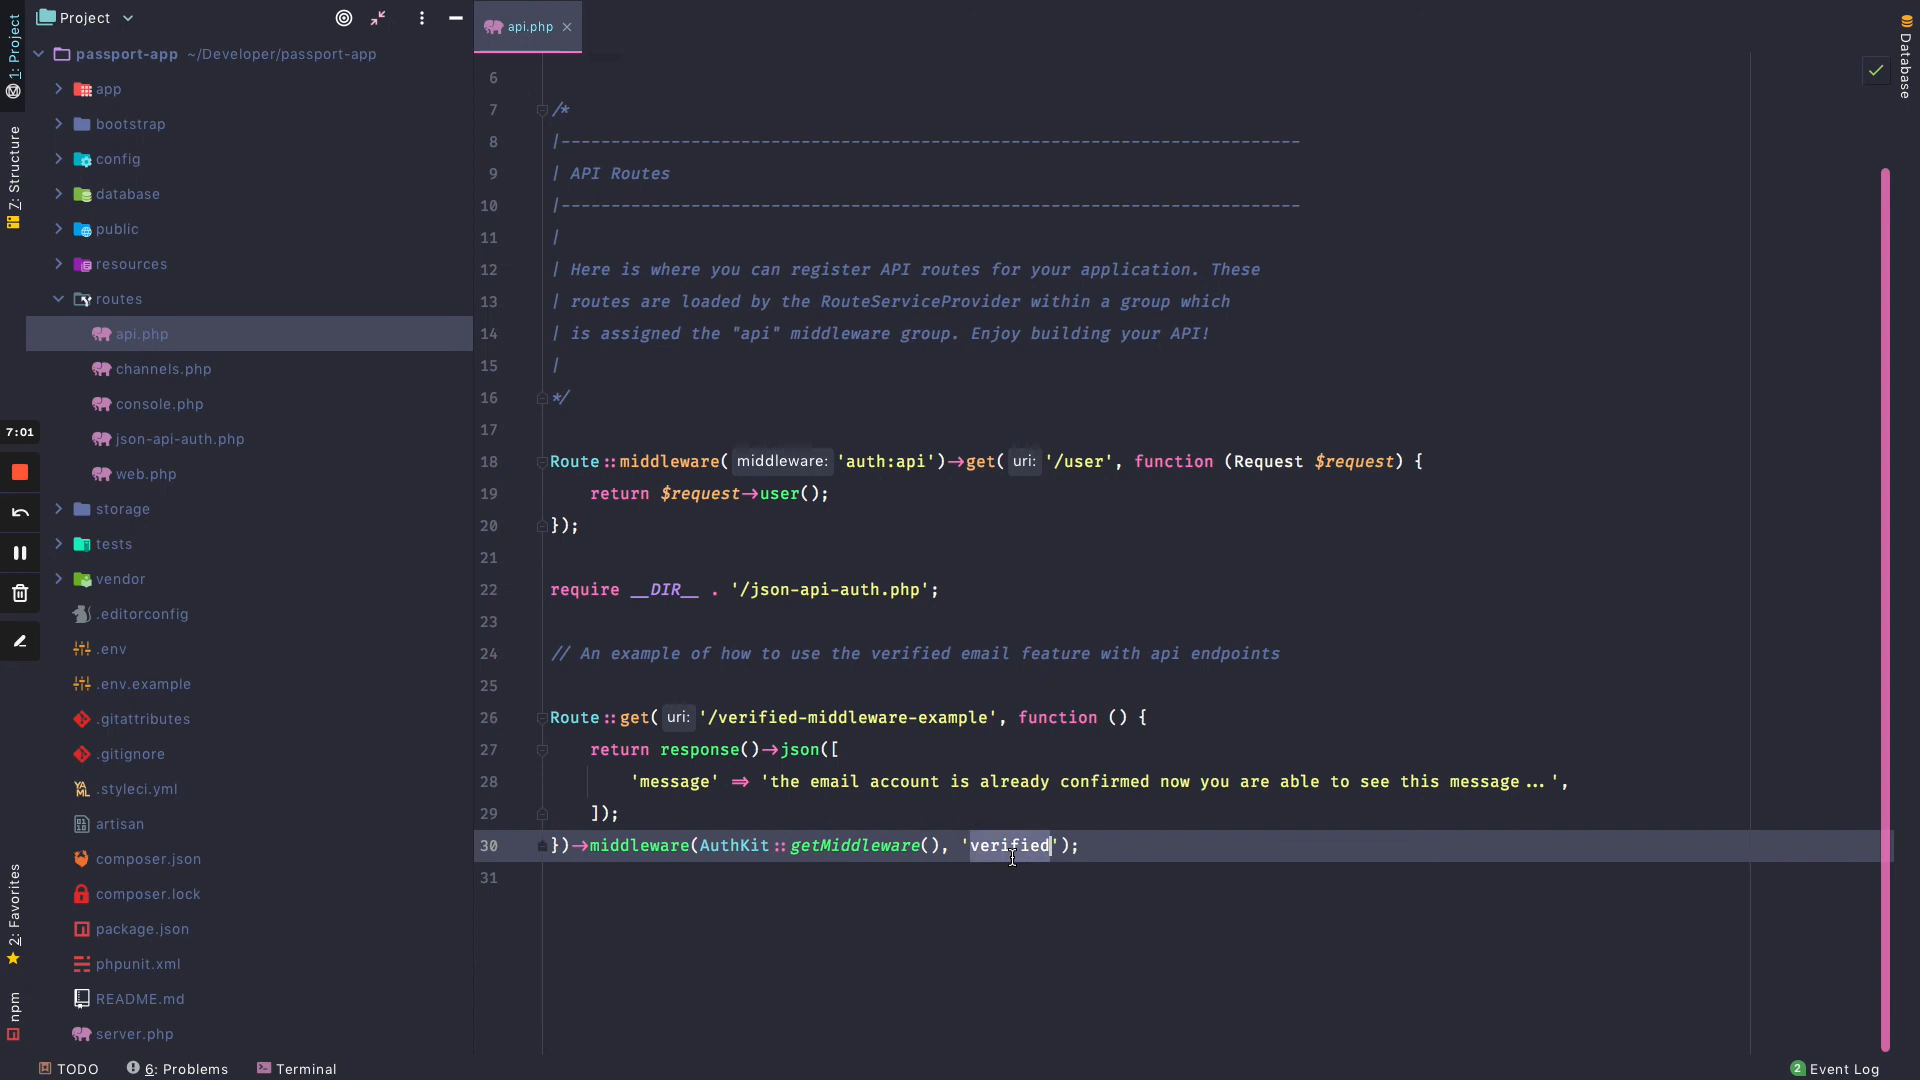 1: Project
7: Structure
7:01
2: Favorites
npm
Project
passport-app ~/Developer/passport-app
app
bootstrap
config
database
public
resources
routes
api.php
channels.php
console.php
json-api-auth.php
web.php
storage
tests
vendor
.editorconfig
.env
.env.example
.gitattributes
.gitignore
.styleci.yml
artisan
composer.json
composer.lock
package.json
phpunit.xml
README.md
server.php
api.php
6
7 /*
8 |--------------------------------------------------------------------------
9 | API Routes
10 |--------------------------------------------------------------------------
11 |
12 | Here is where you can register API routes for your application. These
13 | routes are loaded by the RouteServiceProvider within a group which
14 | is assigned the "api" middleware group. Enjoy building your API!
15 |
16 */
17
18 Route::middleware( middleware: 'auth:api')->get( uri: '/user', function (Request $request) {
19 return $request->user();
20 });
21
22 require __DIR__ . '/json-api-auth.php';
23
24 // An example of how to use the verified email feature with api endpoints
25
26 Route::get( uri: '/verified-middleware-example', function () {
27 return response()->json([
28 'message' => 'the email account is already confirmed now you are able to see this message...',
29 ]);
30 })->middleware(AuthKit::getMiddleware(), 'verified');
31
Database
TODO
6: Problems
Terminal
2 Event Log